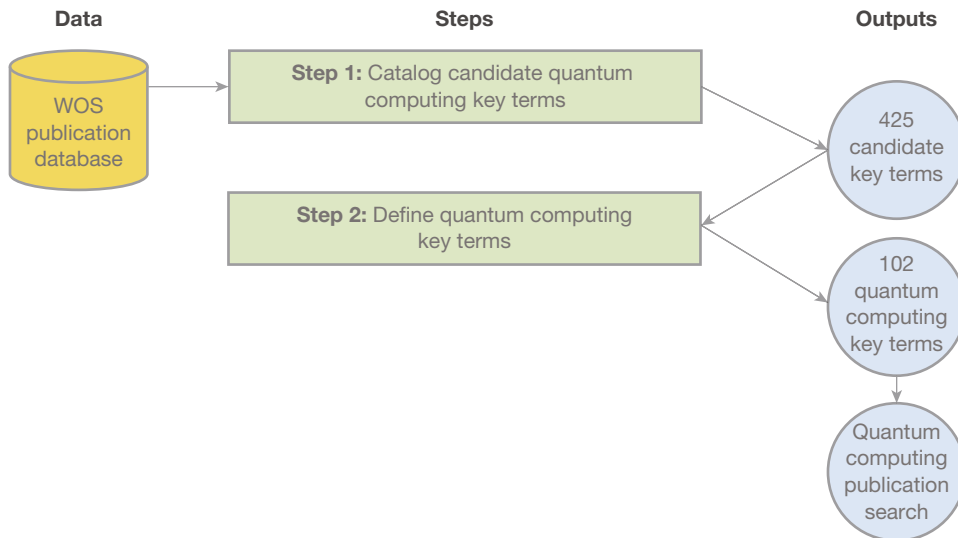 Data
Steps
Outputs
WOS
publication
database
Step 1: Catalog candidate quantum
computing key terms
425
candidate
key terms
Step 2: Define quantum computing
key terms
102
quantum
computing
key terms
Quantum
computing
publication
search